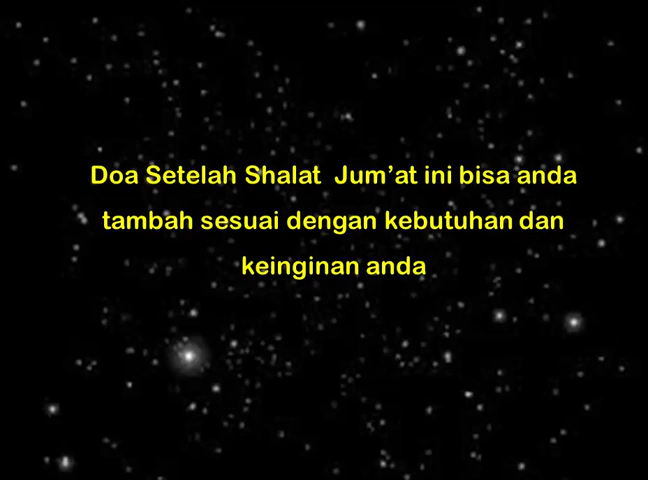 Doa Setelah Shalat  Jum’at ini bisa anda
tambah sesuai dengan kebutuhan dan
keinginan anda